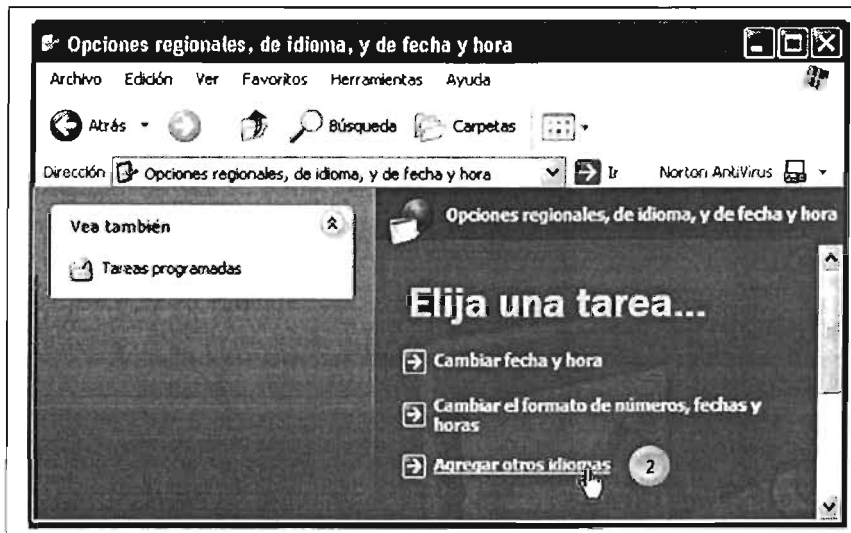 Opciones regionales, de idioma, y de fecha y hora
Archivo Edición Ver Favoritos Herramientas Ayuda
Atrás Búsqueda Carpetas
Dirección Opciones regionales, de idioma, y de fecha y hora Ir Norton AntiVirus
Vea también
Tareas programadas
Opciones regionales, de idioma, y de fecha y hora
Elija una tarea...
Cambiar fecha y hora
Cambiar el formato de números, fechas y
horas
Agregar otros idiomas 2